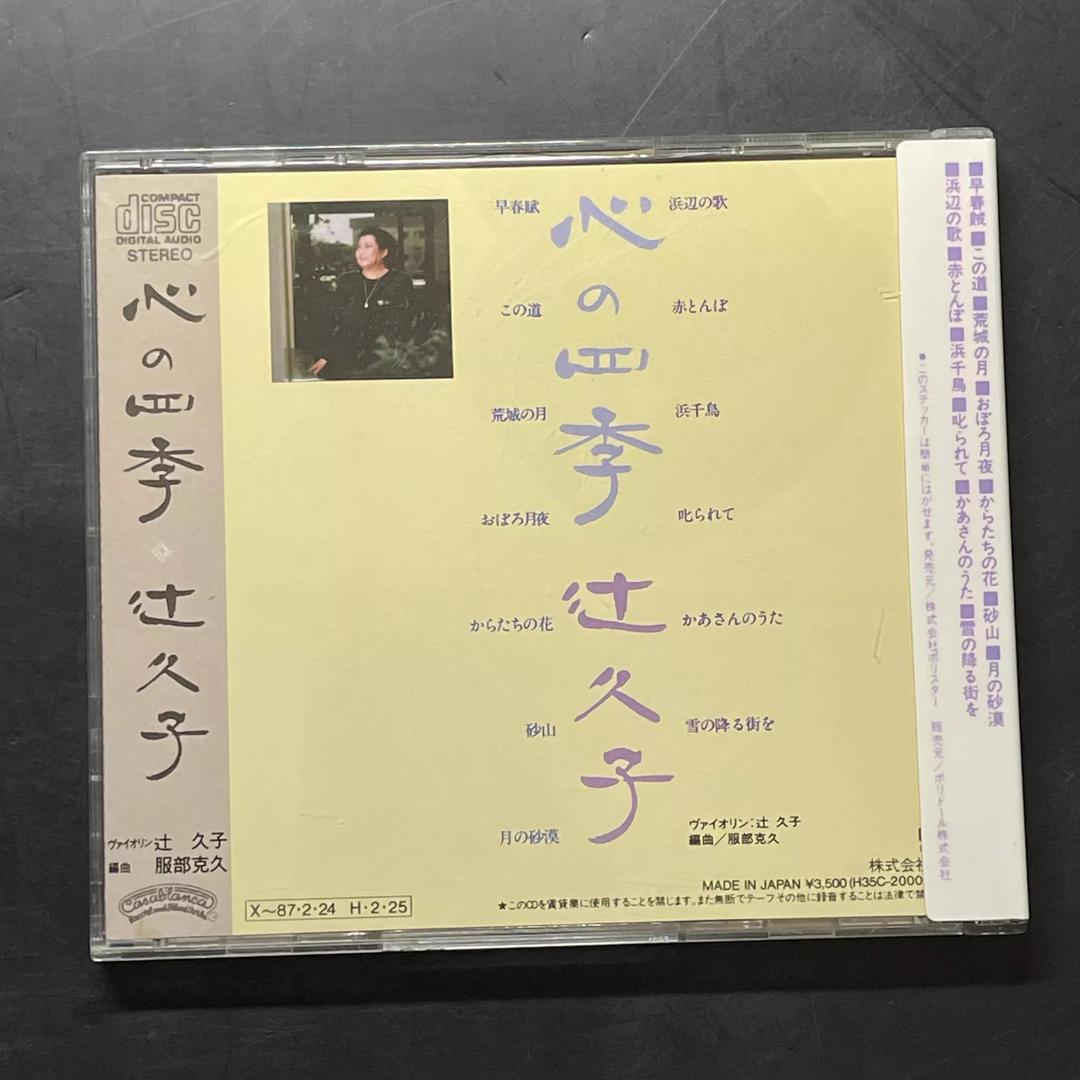 COMPACT
disc
DIGITAL AUDIO
STEREO
心の四季
辻久子
ヴァイオリン 辻 久子
編曲 服部克久
Casablanca
Record and FilmWorks
早春賦
この道
荒城の月
おぼろ月夜
からたちの花
砂山
月の砂漠
心の四季
辻久子
浜辺の歌
赤とんぼ
浜千鳥
叱られて
かあさんのうた
雪の降る街を
ヴァイオリン:辻 久子
編曲/服部克久
株式会社
MADE IN JAPAN ¥3,500(H35C-2000
X〜87・2・24 H・2・25
★このCDを賃貸業に使用することを禁じます。また無断でテープその他に録音することは法律で禁
■早春賦■この道■荒城の月■おぼろ月夜■からたちの花■砂山■月の砂漠
■浜辺の歌■赤とんぼ■浜千鳥■叱られて■かあさんのうた■雪の降る街を
●このステッカーは簡単にはがせます。発売元/株式会社ポリスター 販売元/ポリドール株式会社